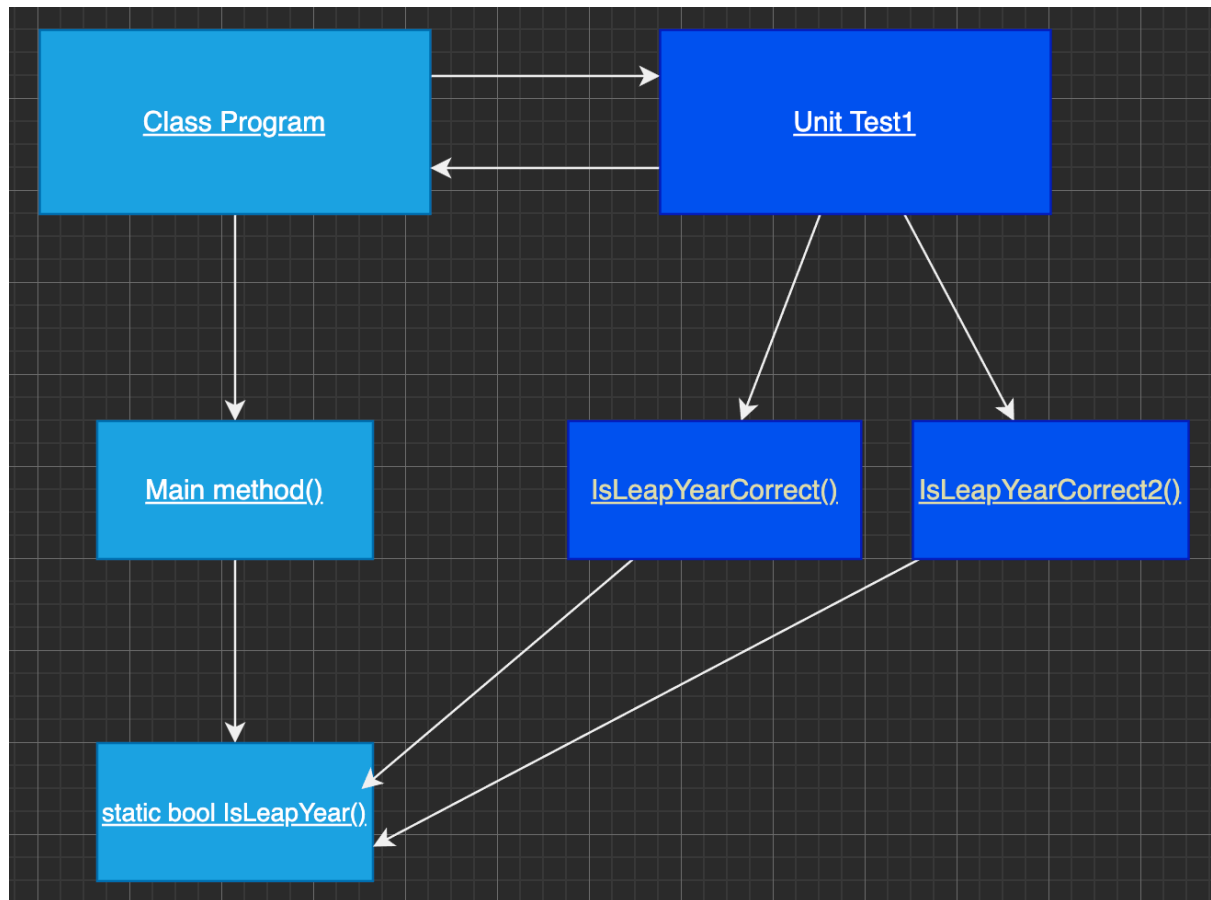 Class Program
Unit Test1
Main method()
IsLeapYearCorrect()
IsLeapYearCorrect2()
static bool IsLeapYear()